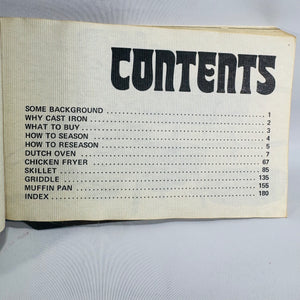 CONTENTS
SOME BACKGROUND 1
WHY CAST IRON 2
WHAT TO BUY 3
HOW TO SEASON 4
HOW TO RESEASON 5
DUTCH OVEN 7
CHICKEN FRYER 67
SKILLET 85
GRIDDLE 135
MUFFIN PAN 155
INDEX 180